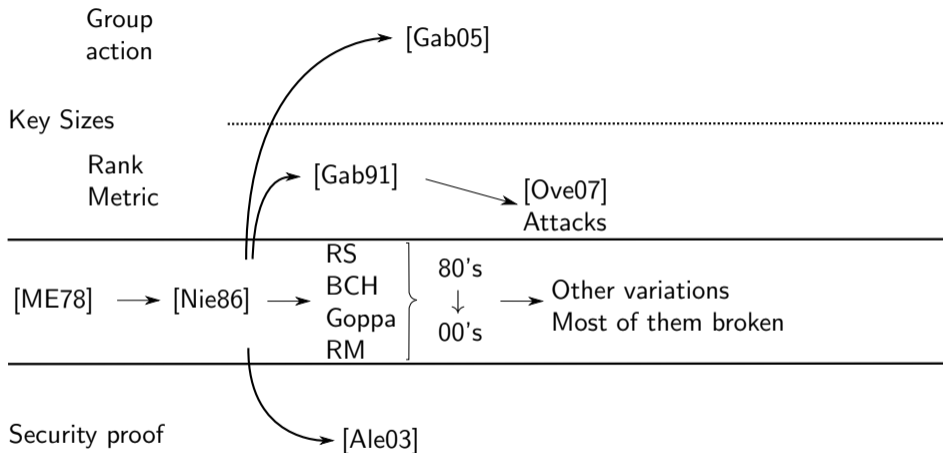 Group
action
[Gab05]
Key Sizes
Rank
Metric
[Gab91]
[Ove07]
Attacks
[ME78]
[Nie86]
RS
BCH
Goppa
RM
80's
↓
00's
Other variations
Most of them broken
Security proof
[Ale03]